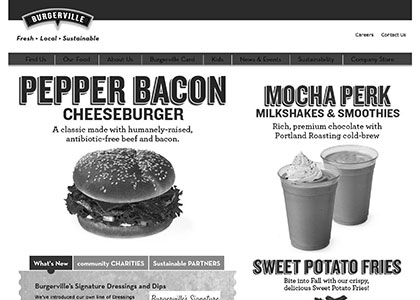 BURGERVILLE
Fresh • Local • Sustainable
Careers Contact Us
Find Us Our Food About Us Burgerville Card Kids News & Events Sustainability Company Store
PEPPER BACON
CHEESEBURGER
A classic made with humanely-raised,
antibiotic-free beef and bacon.
MOCHA PERK
MILKSHAKES & SMOOTHIES
Rich, premium chocolate with
Portland Roasting cold-brew
SWEET POTATO FRIES
Bite into Fall with our crispy,
delicious Sweet Potato Fries!
What's New community CHARITIES Sustainable PARTNERS
Burgerville's Signature Dressings and Dips
We've introduced our own line of Dressings
Burgerville's Signature